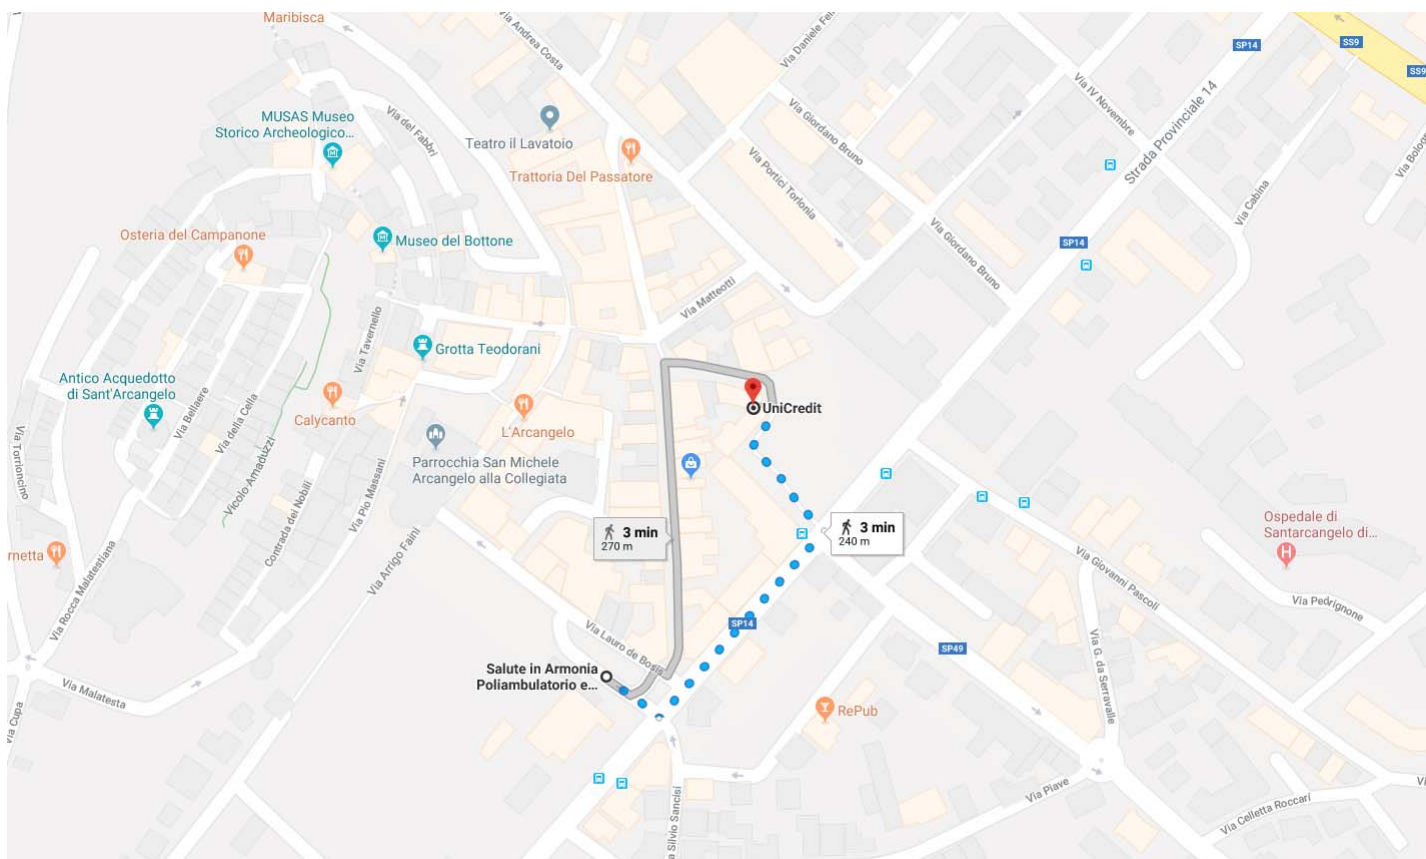 Maribisca
SP14
SS9
SS9
Via Andrea Costa
Via IV Novembre
MUSAS Museo
Storico Archeologico...
Via dei Fabbri
Teatro il Lavatoio
Via Giordano Bruno
Strada Provinciale 14
Trattoria Del Passatore
Via Portici Torlonia
Via Cabina
Osteria del Campanone
Museo del Bottone
Via Giordano Bruno
SP14
Via Matteotti
Via Tavernello
Grotta Teodorani
Antico Acquedotto
di Sant'Arcangelo
Via Bellaere
Via della Cella
Calycanto
L'Arcangelo
UniCredit
Via Torrioncino
Vicolo Amaduzzi
Via Pio Massani
Parrocchia San Michele
Arcangelo alla Collegiata
Contrada dei Nobili
3 min
270 m
3 min
240 m
Ospedale di
Santarcangelo di...
metta
Via Rocca Malatestiana
Via Arrigo Faini
Via Giovanni Pascoli
Via Pedrignone
SP14
Via Lauro de Bosis
SP49
Via G. da Serravalle
Salute in Armonia
Poliambulatorio e...
Via Malatesta
Via Cupa
RePub
Via Piave
Via Celletta Roccari
Silvio Sancisi